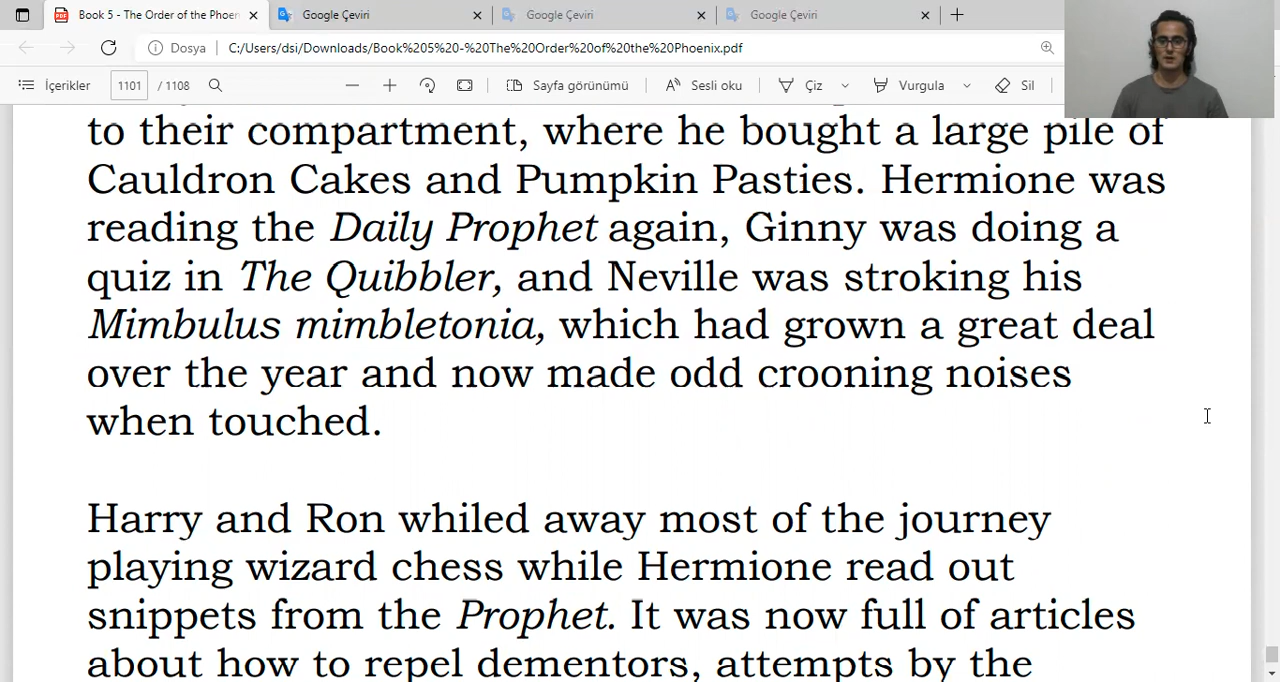 Book 5 - The Order of the Phoen
Google Çeviri
Google Çeviri
Google Çeviri
Dosya
C:/Users/dsi/Downloads/Book%205%20-%20The%20Order%20of%20the%20Phoenix.pdf
İçerikler
1101
/ 1108
Sayfa görünümü
Sesli oku
Çiz
Vurgula
Sil
to their compartment, where he bought a large pile of
Cauldron Cakes and Pumpkin Pasties. Hermione was
reading the Daily Prophet again, Ginny was doing a
quiz in The Quibbler, and Neville was stroking his
Mimbulus mimbletonia, which had grown a great deal
over the year and now made odd crooning noises
when touched.
Harry and Ron whiled away most of the journey
playing wizard chess while Hermione read out
snippets from the Prophet. It was now full of articles
about how to repel dementors, attempts by the